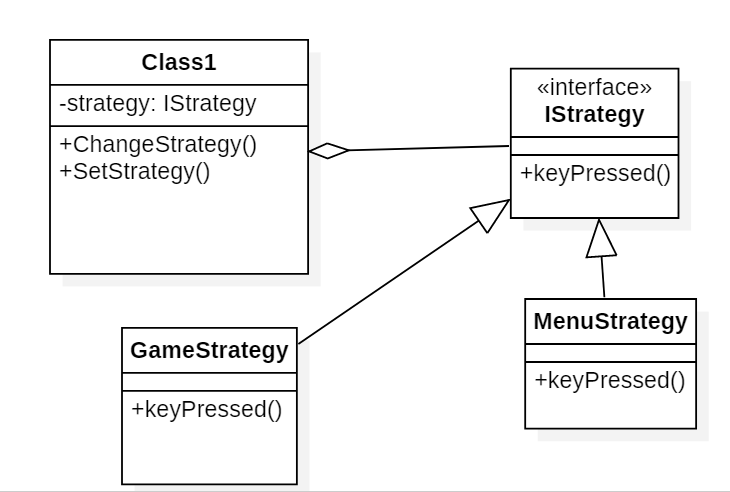 Class1
-strategy: IStrategy
+ChangeStrategy()
+SetStrategy()
«interface»
IStrategy
+keyPressed()
GameStrategy
+keyPressed()
MenuStrategy
+keyPressed()